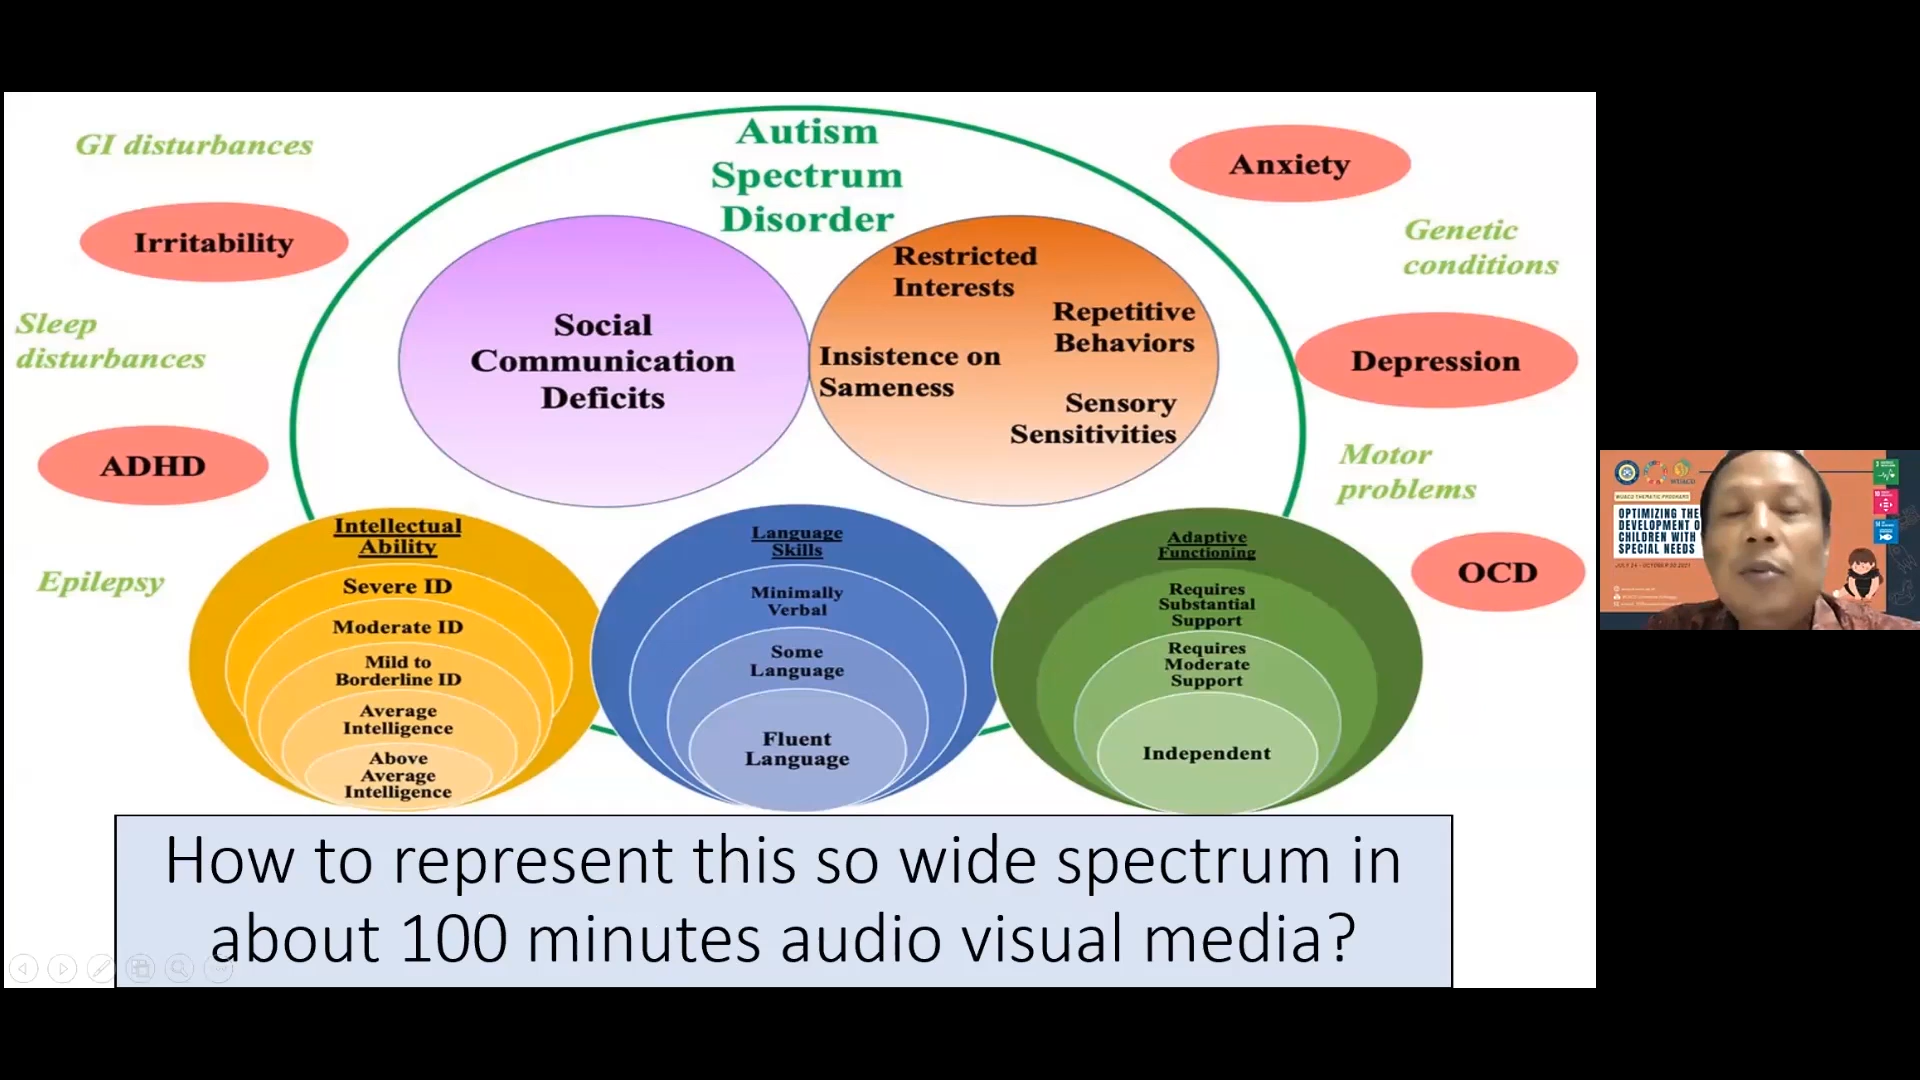 Autism
Spectrum
Disorder
GI disturbances
Irritability
Sleep
disturbances
ADHD
Epilepsy
Social
Communication
Deficits
Restricted
Interests
Repetitive
Behaviors
Insistence on
Sameness
Sensory
Sensitivities
Anxiety
Genetic
conditions
Depression
Motor
problems
OCD
Intellectual
Ability
Severe ID
Moderate ID
Mild to
Borderline ID
Average
Intelligence
Above
Average
Intelligence
Language
Skills
Minimally
Verbal
Some
Language
Fluent
Language
Adaptive
Functioning
Requires
Substantial
Support
Requires
Moderate
Support
Independent
How to represent this so wide spectrum in
about 100 minutes audio visual media?
WUACD
WUACD THEMATIC PROGRAMS
OPTIMIZING THE
DEVELOPMENT O
CHILDREN WITH
SPECIAL NEEDS